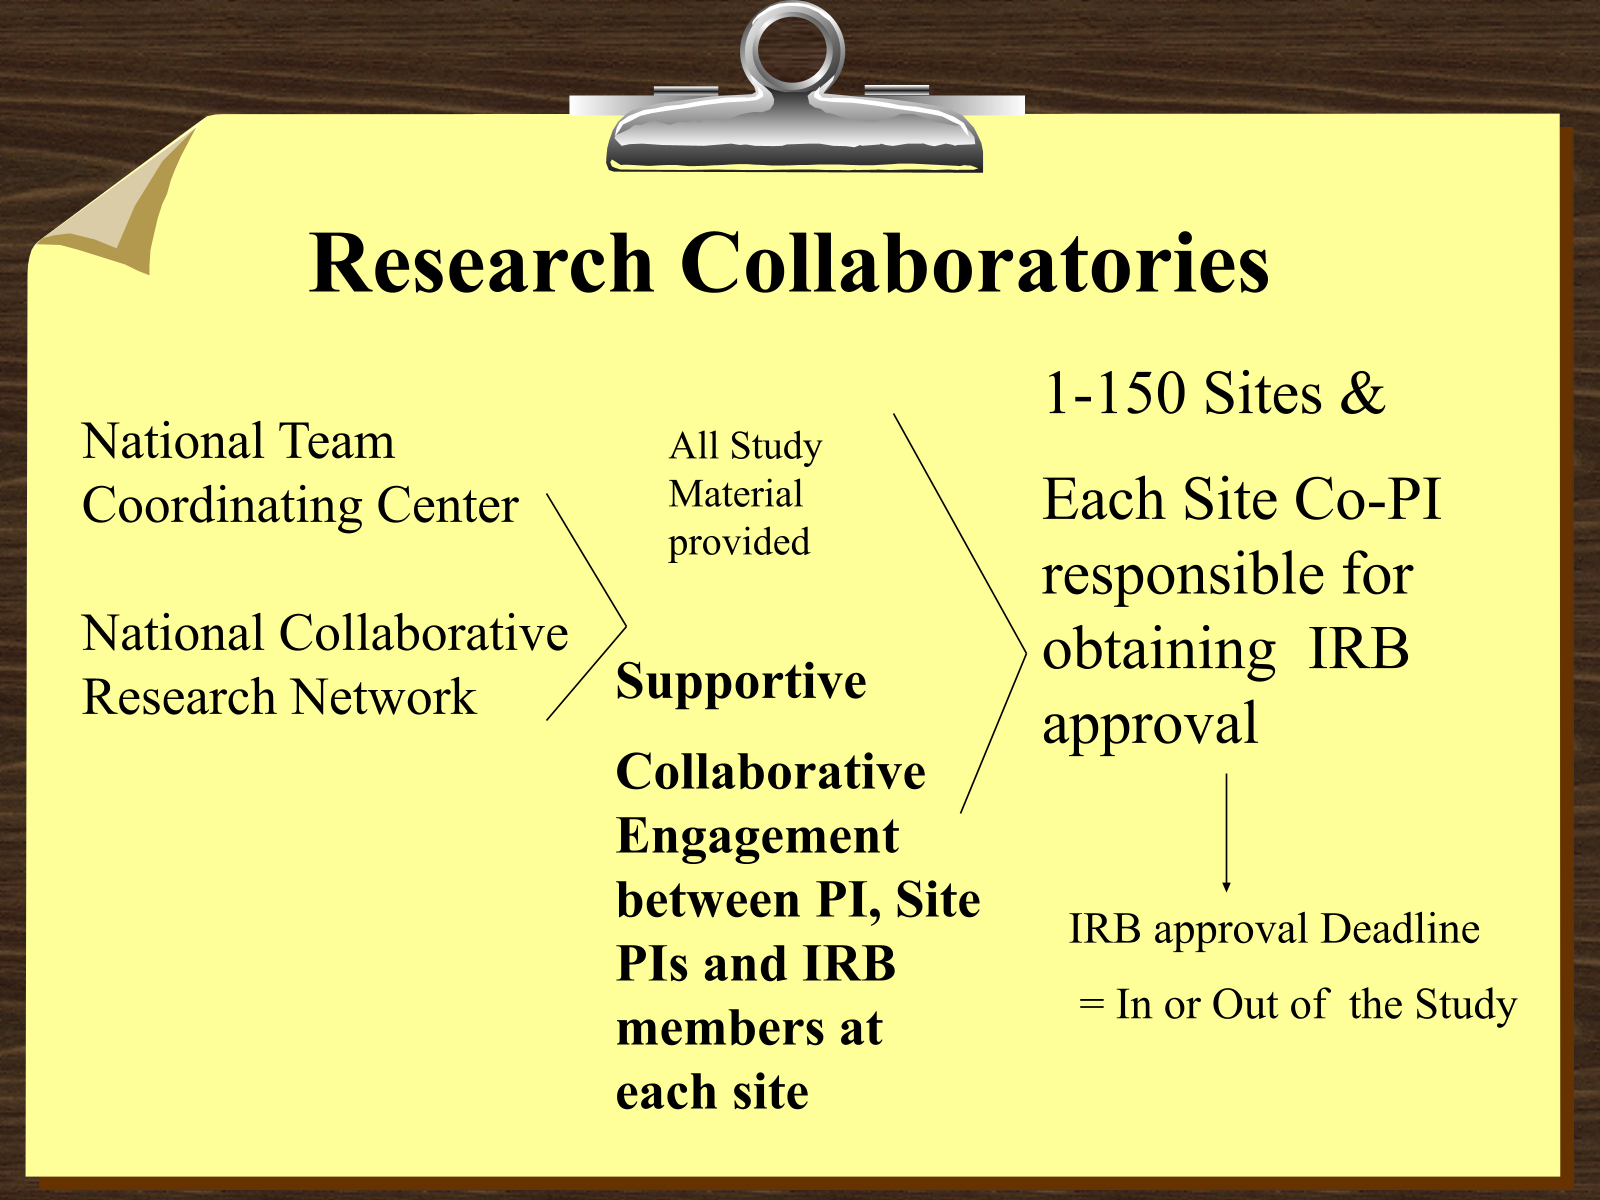 Research Collaboratories
National Team
Coordinating Center
National Collaborative
Research Network
All Study
Material
provided
Supportive
Collaborative
Engagement
between PI, Site
PIs and IRB
members at
each site
1-150 Sites &
Each Site Co-PI
responsible for
obtaining  IRB
approval
IRB approval Deadline
= In or Out of  the Study